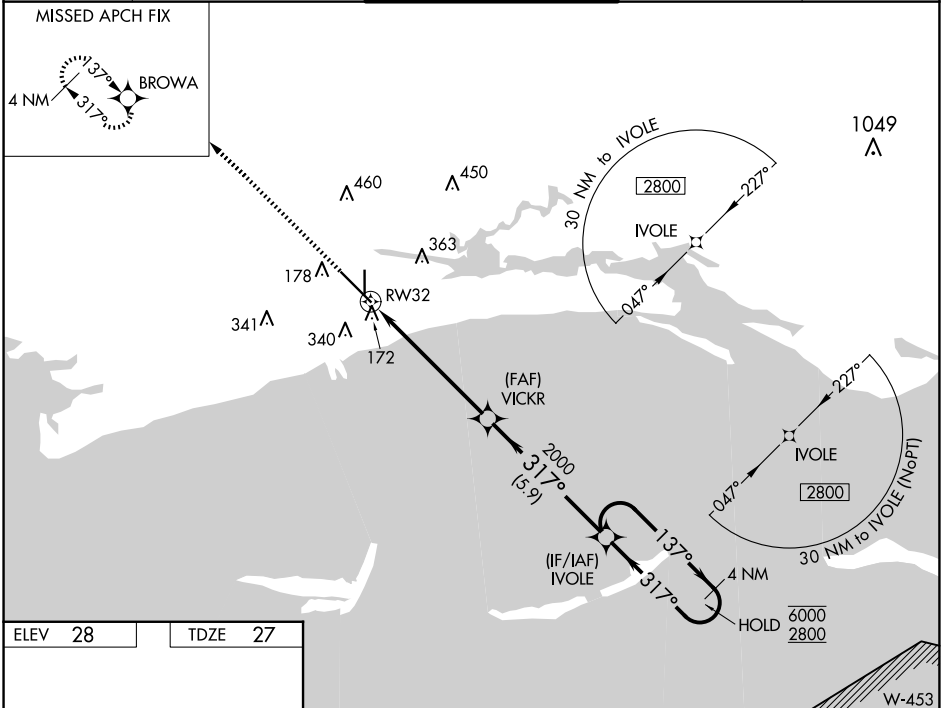 MISSED APCH FIX
137°
BROWA
4 NM
317°
1049
30 NM to IVOLE
460
450
2800
227°
IVOLE
363
047°
178
RW32
341
340
172
(FAF)
VICKR
227°
2000
317°
(5.9)
IVOLE
2800
047°
30 NM to IVOLE (NoPT)
(IF/IAF)
IVOLE
137°
4 NM
317°
HOLD
6000
2800
ELEV 28
TDZE 27
W-453